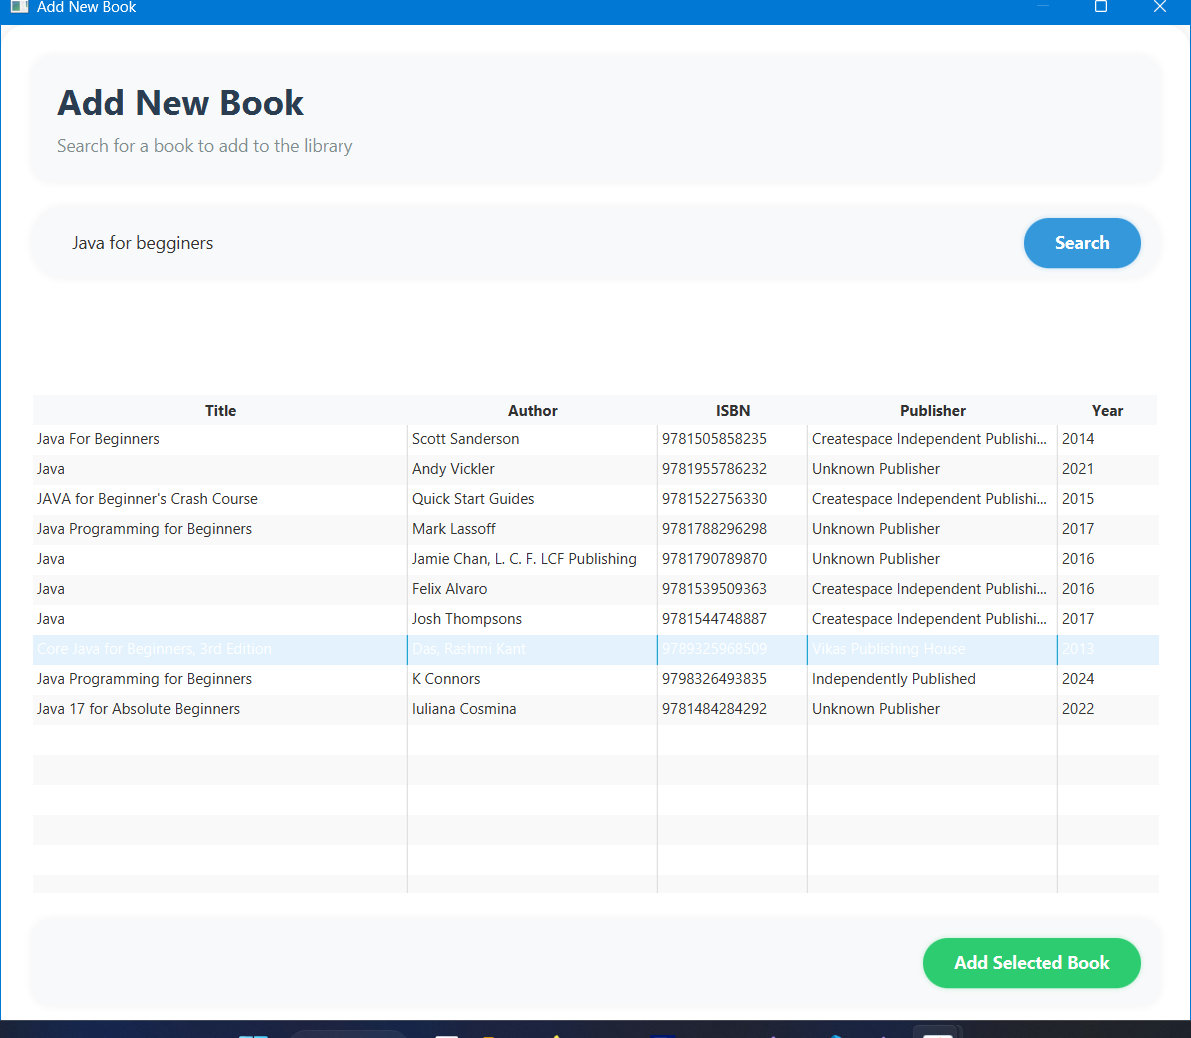 Add New Book
Add New Book
Search for a book to add to the library
Java for begginers
Search
Title Author ISBN Publisher Year
Java For Beginners Scott Sanderson 9781505858235 Createspace Independent Publishi... 2014
Java Andy Vickler 9781955786232 Unknown Publisher 2021
JAVA for Beginner's Crash Course Quick Start Guides 9781522756330 Createspace Independent Publishi... 2015
Java Programming for Beginners Mark Lassoff 9781788296298 Unknown Publisher 2017
Java Jamie Chan, L. C. F. LCF Publishing 9781790789870 Unknown Publisher 2016
Java Felix Alvaro 9781539509363 Createspace Independent Publishi... 2016
Java Josh Thompsons 9781544748887 Createspace Independent Publishi... 2017
Core Java for Beginners, 3rd Edition Das, Rashmi Kant 9789325968509 Vikas Publishing House 2013
Java Programming for Beginners K Connors 9798326493835 Independently Published 2024
Java 17 for Absolute Beginners Iuliana Cosmina 9781484284292 Unknown Publisher 2022
Add Selected Book